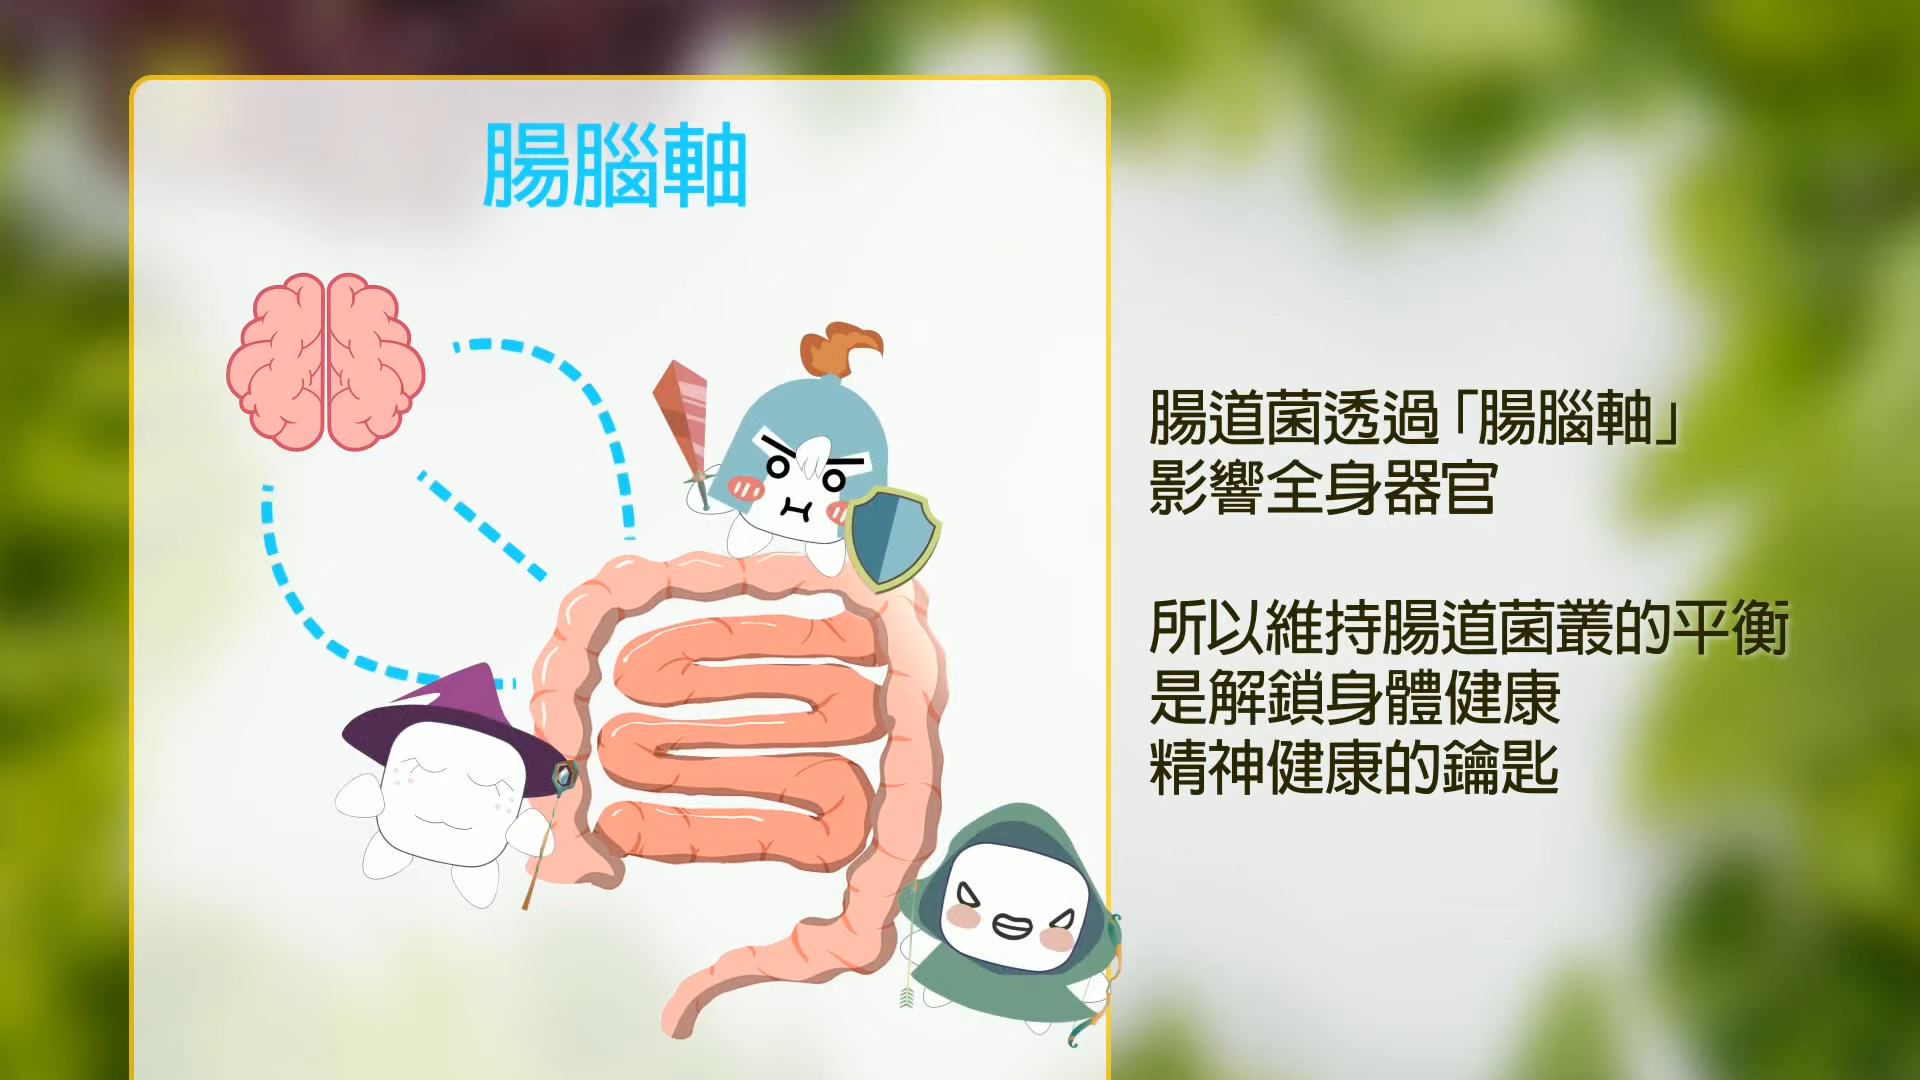 腸腦軸
腸道菌透過「腸腦軸」
影響全身器官
所以維持腸道菌叢的平衡
是解鎖身體健康
精神健康的鑰匙